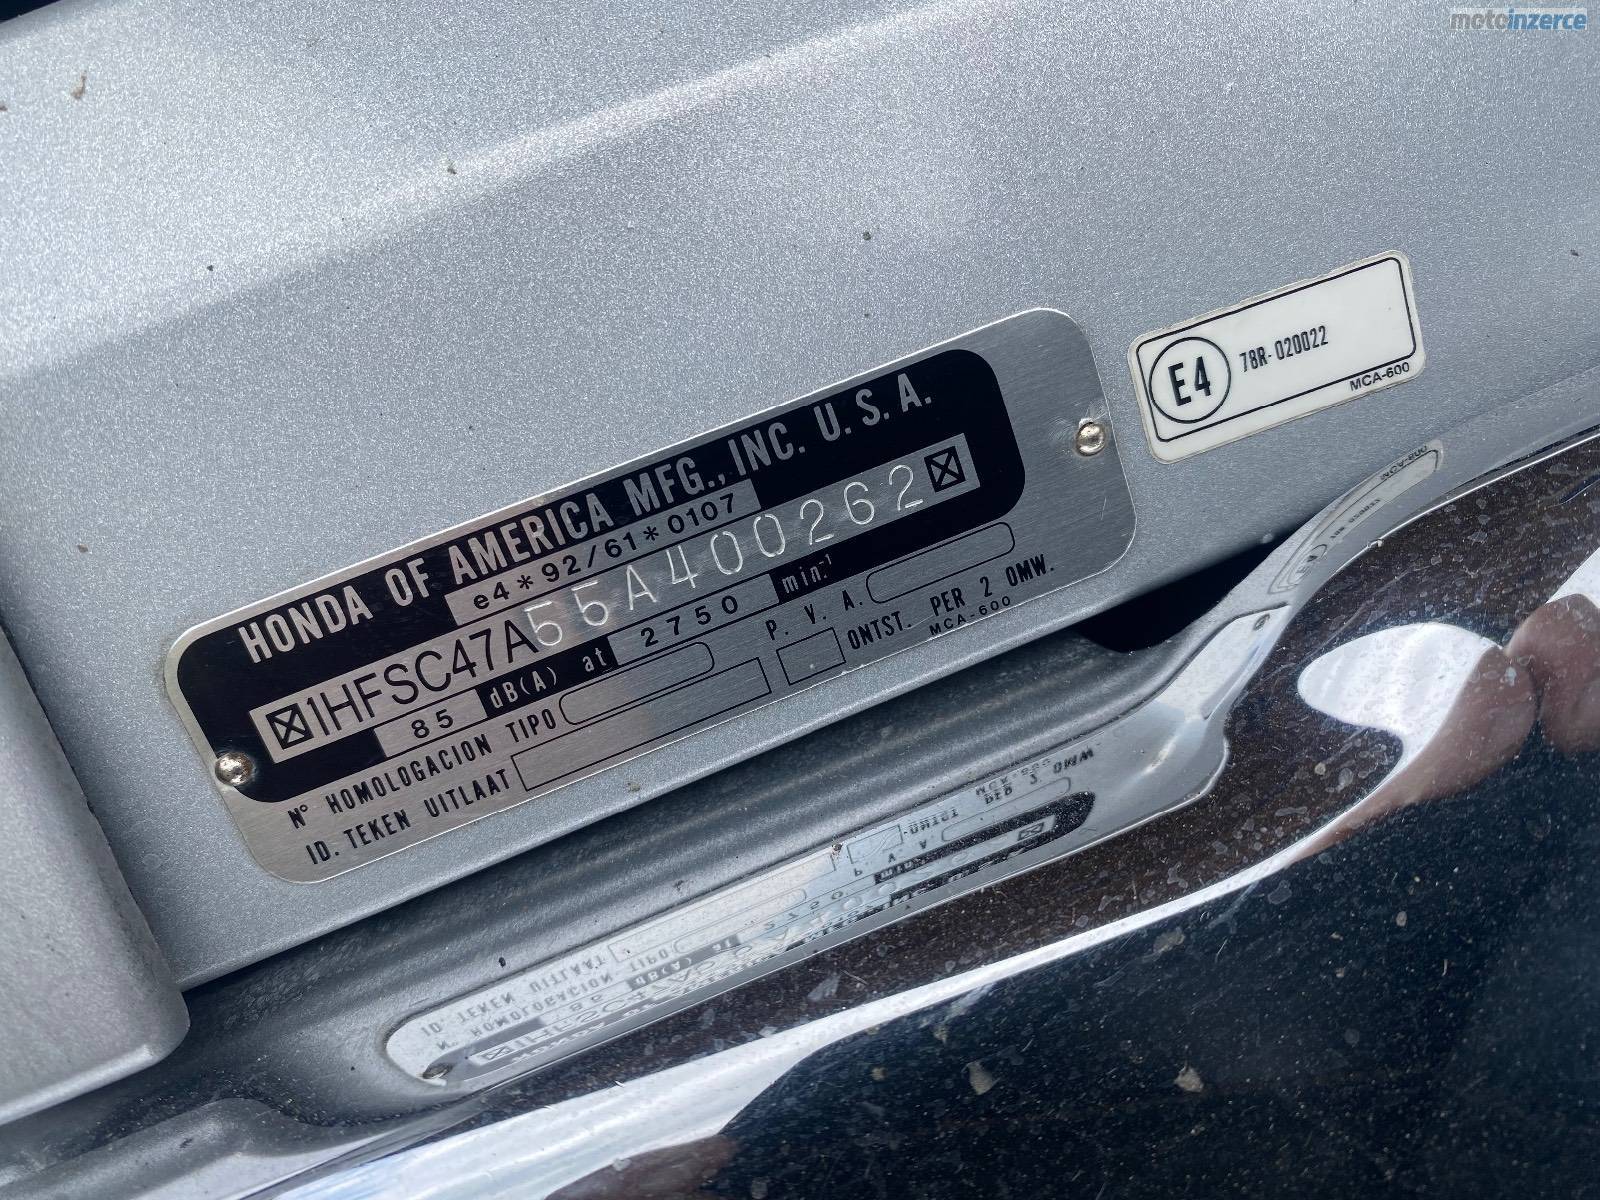 motoinzerce
HONDA OF AMERICA MFG., INC. U.S.A.
e4*92/61*0107
1HFSC47A55A400262
85 dB(A) at 2750 min.-1
N° HOMOLOGACION TIPO P. V. A.
ID. TEKEN UITLAAT ONTST. PER 2 OMW.
MCA-600
E4 78R-020022
MCA-600